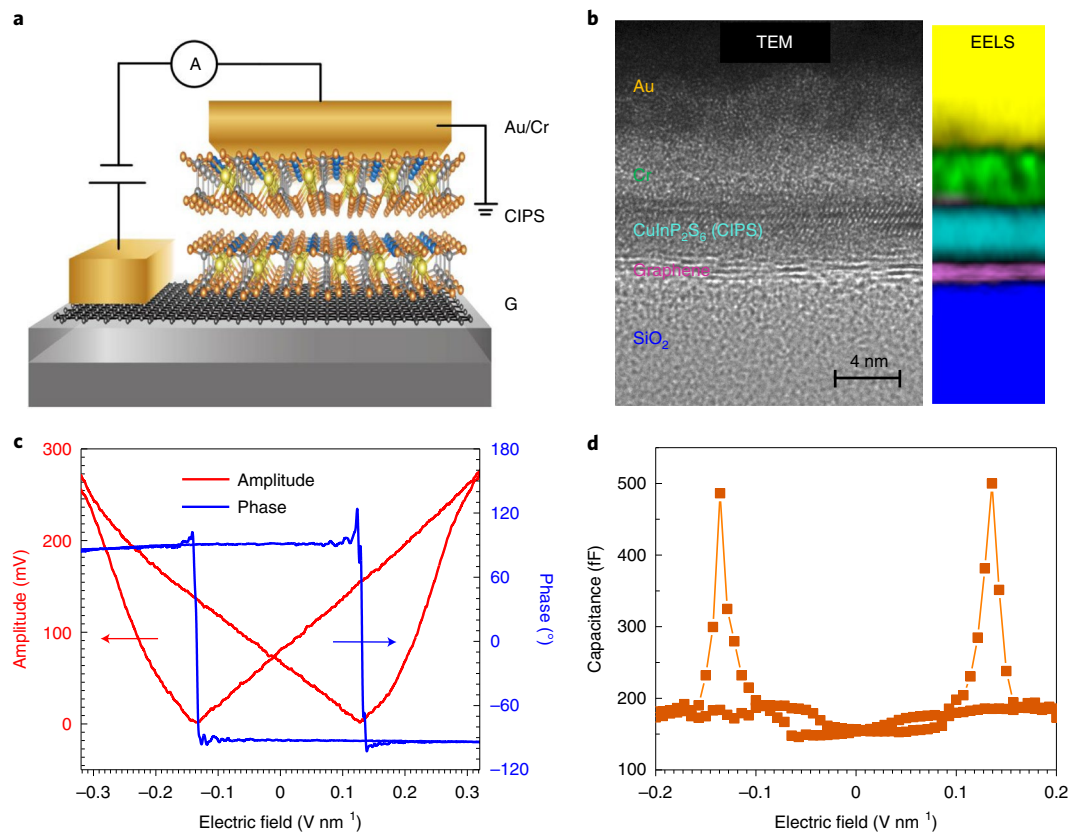 a
A
Au/Cr
CIPS
G
b
TEM
EELS
Au
Cr
CuInP₂S₆ (CIPS)
Graphene
SiO₂
4 nm
c
300
200
100
0
Amplitude (mV)
Amplitude
Phase
180
120
60
0
−60
−120
Phase (°)
−0.3 −0.2 −0.1 0 0.1 0.2 0.3
Electric field (V nm⁻¹)
d
500
400
300
200
100
Capacitance (fF)
−0.2 −0.1 0 0.1 0.2
Electric field (V nm⁻¹)